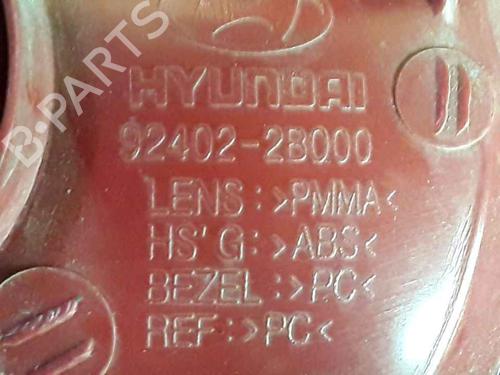 B-PARTS
HYUNDAI
92402-2B000
LENS:>PMMA<
HS'G:>ABS<
BEZEL:>PC<
REF:>PC<